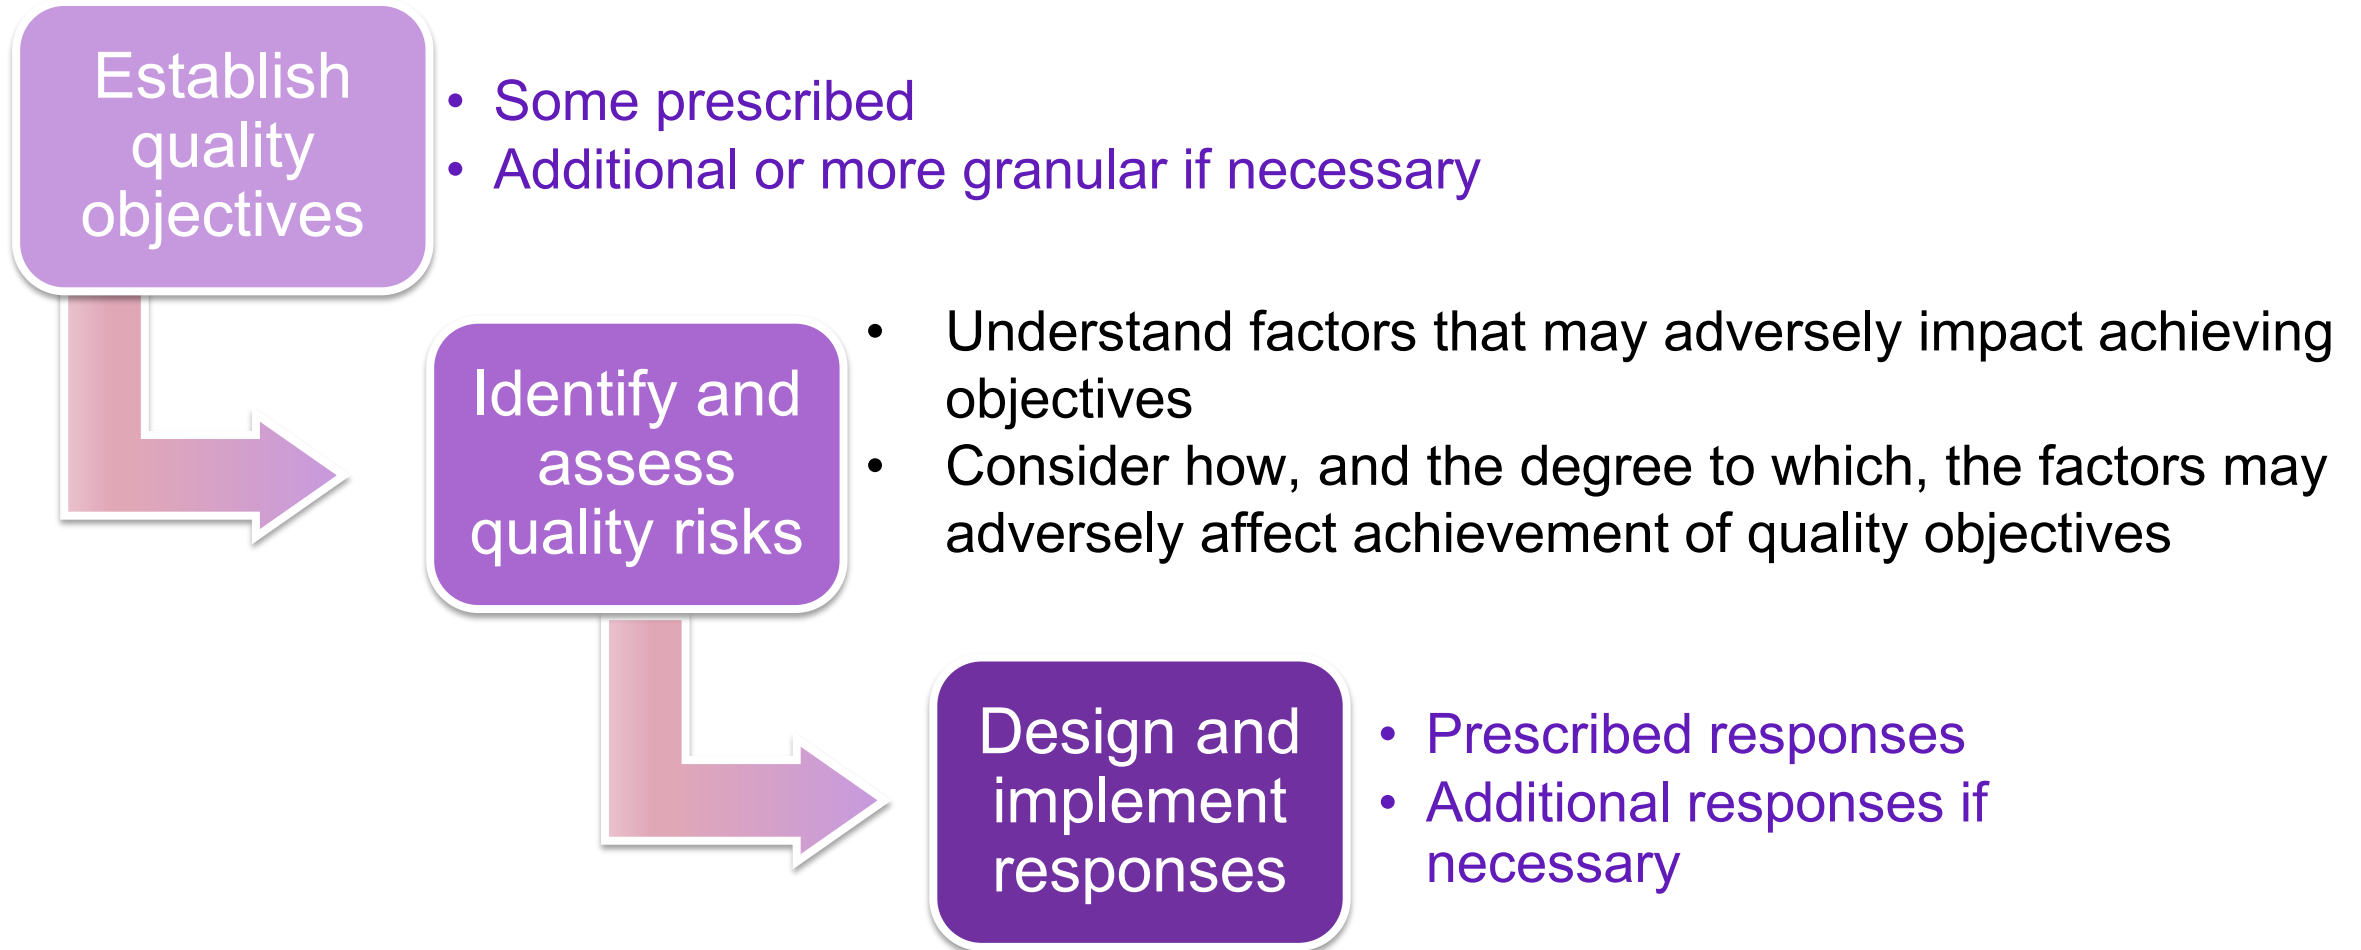 Establish
quality
objectives
• Some prescribed
• Additional or more granular if necessary
Identify and
assess
quality risks
• Understand factors that may adversely impact achieving
objectives
• Consider how, and the degree to which, the factors may
adversely affect achievement of quality objectives
Design and
implement
responses
• Prescribed responses
• Additional responses if
necessary